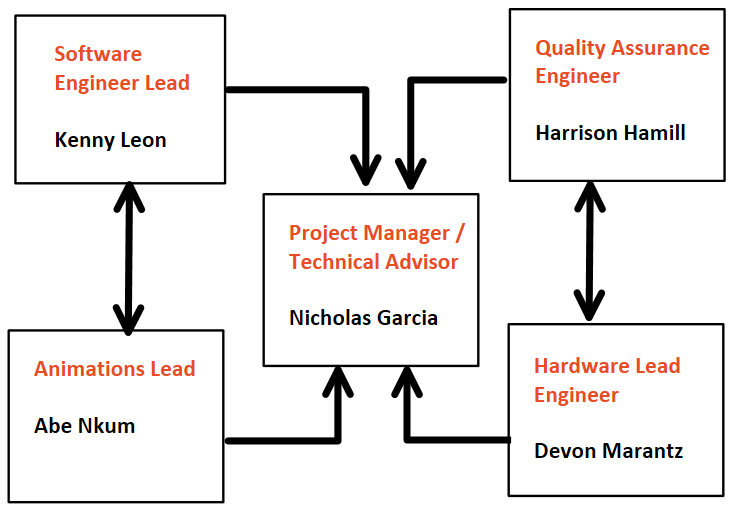 Software
Engineer Lead
Kenny Leon
Quality Assurance
Engineer
Harrison Hamill
Project Manager /
Technical Advisor
Nicholas Garcia
Animations Lead
Abe Nkum
Hardware Lead
Engineer
Devon Marantz